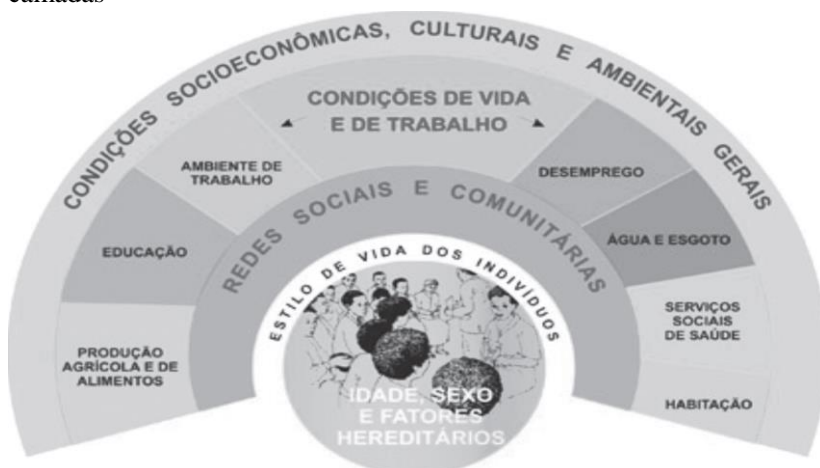 camadas
CONDIÇÕES SOCIOECONÔMICAS, CULTURAIS E AMBIENTAIS GERAIS
CONDIÇÕES DE VIDA
E DE TRABALHO
AMBIENTE DE
TRABALHO
DESEMPREGO
REDES SOCIAIS E COMUNITÁRIAS
EDUCAÇÃO
ÁGUA E ESGOTO
ESTILO DE VIDA DOS INDIVÍDUOS
SERVIÇOS
SOCIAIS
DE SAÚDE
PRODUÇÃO
AGRÍCOLA E DE
ALIMENTOS
HABITAÇÃO
IDADE, SEXO
E FATORES
HEREDITÁRIOS